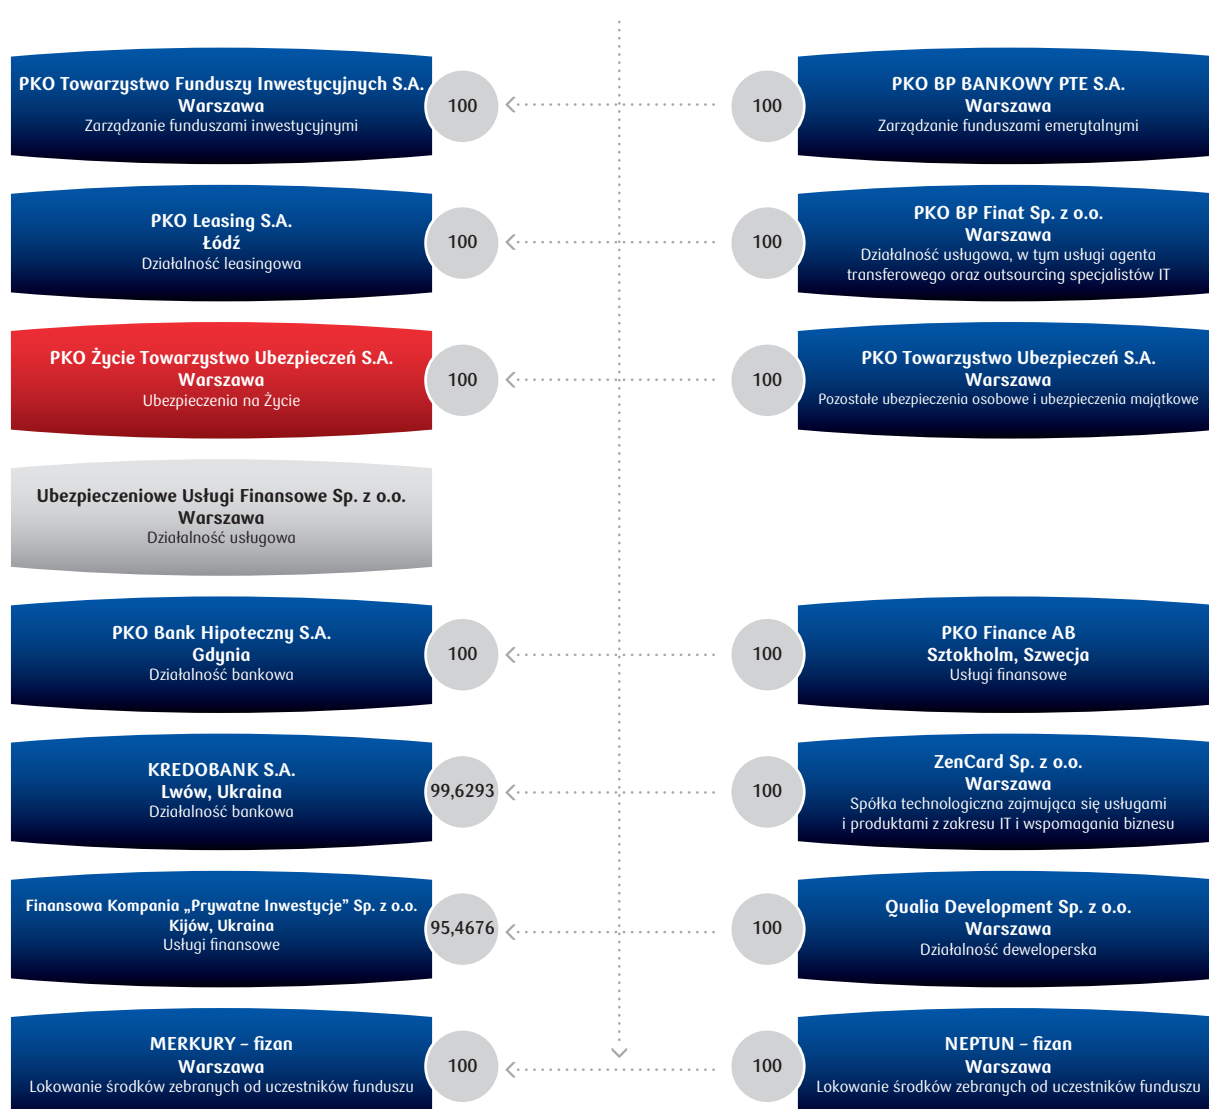 PKO Towarzystwo Funduszy Inwestycyjnych S.A.
Warszawa
Zarządzanie funduszami inwestycyjnymi
100
100
PKO BP BANKOWY PTE S.A.
Warszawa
Zarządzanie funduszami emerytalnymi
PKO Leasing S.A.
Łódź
Działalność leasingowa
100
100
PKO BP Finat Sp. z o.o.
Warszawa
Działalność usługowa, w tym usługi agenta
transferowego oraz outsourcing specjalistów IT
PKO Życie Towarzystwo Ubezpieczeń S.A.
Warszawa
Ubezpieczenia na Życie
100
100
PKO Towarzystwo Ubezpieczeń S.A.
Warszawa
Pozostałe ubezpieczenia osobowe i ubezpieczenia majątkowe
Ubezpieczeniowe Usługi Finansowe Sp. z o.o.
Warszawa
Działalność usługowa
PKO Bank Hipoteczny S.A.
Gdynia
Działalność bankowa
100
100
PKO Finance AB
Sztokholm, Szwecja
Usługi finansowe
KREDOBANK S.A.
Lwów, Ukraina
Działalność bankowa
99,6293
100
ZenCard Sp. z o.o.
Warszawa
Spółka technologiczna zajmująca się usługami
i produktami z zakresu IT i wspomagania biznesu
Finansowa Kompania „Prywatne Inwestycje” Sp. z o.o.
Kijów, Ukraina
Usługi finansowe
95,4676
100
Qualia Development Sp. z o.o.
Warszawa
Działalność deweloperska
MERKURY – fizan
Warszawa
Lokowanie środków zebranych od uczestników funduszu
100
100
NEPTUN – fizan
Warszawa
Lokowanie środków zebranych od uczestników funduszu